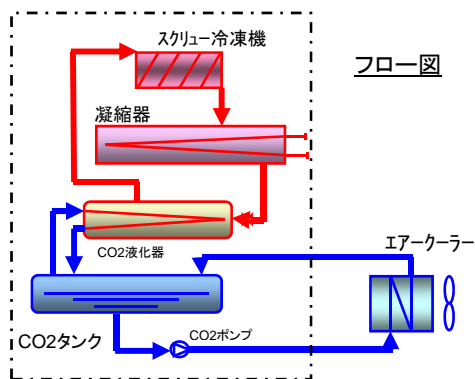 スクリュー冷凍機
フロー図
凝縮器
エアークーラー
CO2液化器
CO2タンク
CO2ポンプ